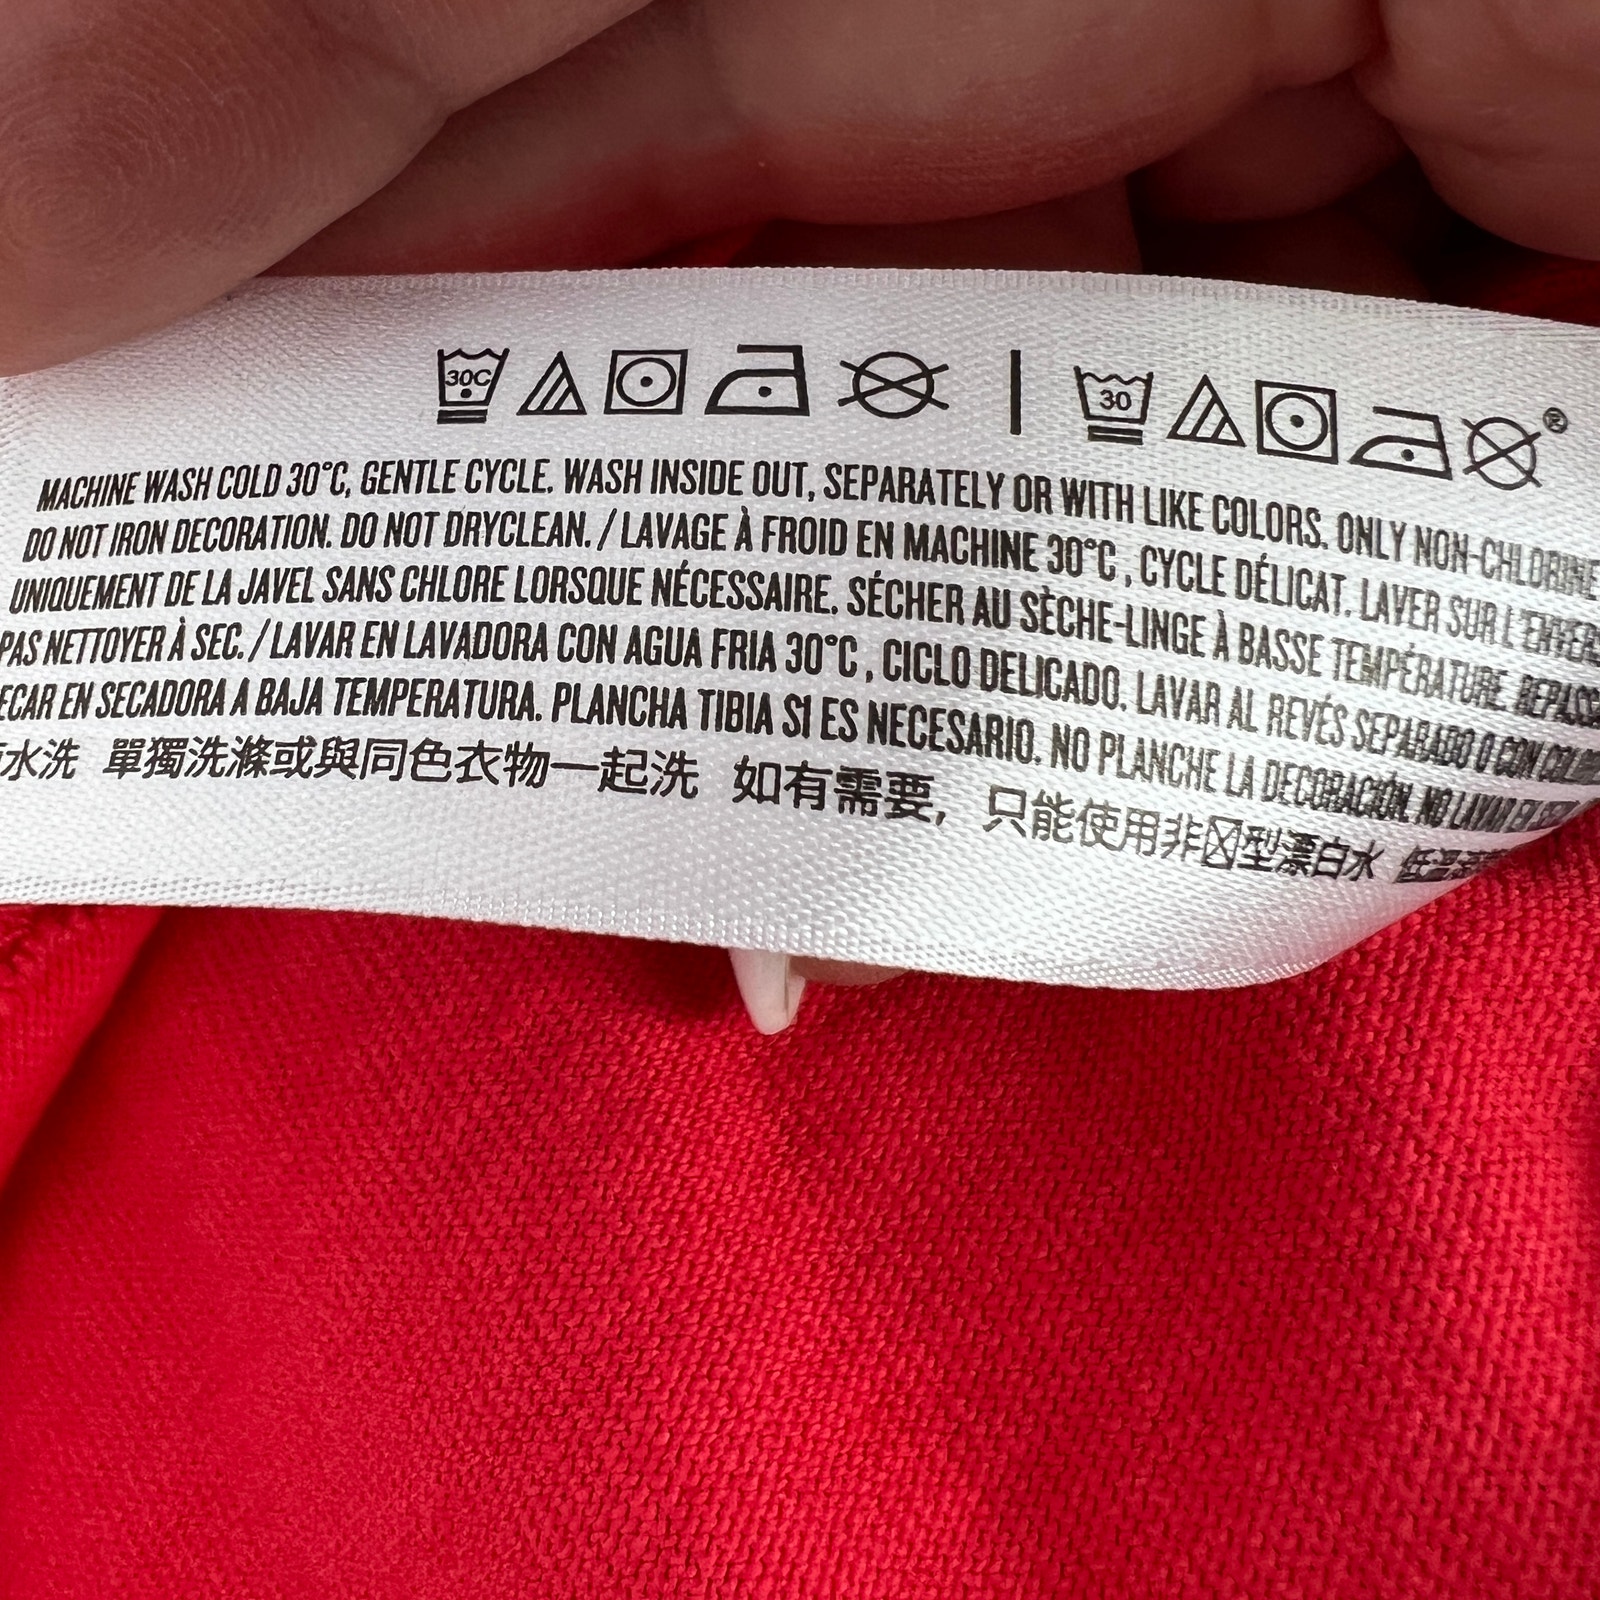 30C | 30 ®
MACHINE WASH COLD 30°C, GENTLE CYCLE. WASH INSIDE OUT, SEPARATELY OR WITH LIKE COLORS. ONLY NON-CHLORINE
DO NOT IRON DECORATION. DO NOT DRYCLEAN. / LAVAGE À FROID EN MACHINE 30°C, CYCLE DÉLICAT. LAVER SUR L'ENVERS
UNIQUEMENT DE LA JAVEL SANS CHLORE LORSQUE NÉCESSAIRE. SÉCHER AU SÈCHE-LINGE À BASSE TEMPÉRATURE.
PAS NETTOYER À SEC. / LAVAR EN LAVADORA CON AGUA FRIA 30°C, CICLO DELICADO. LAVAR AL REVÉS SEPARADO O CON
ECAR EN SECADORA A BAJA TEMPERATURA. PLANCHA TIBIA SI ES NECESARIO. NO PLANCHE LA DECORACIÓN. NO LAVAR
水洗 單獨洗滌或與同色衣物一起洗 如有需要, 只能使用非型漂白水 低溫